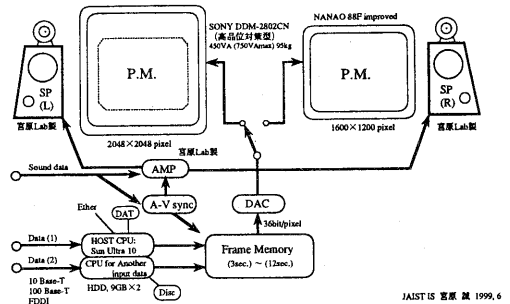 SONY DDM-2802CN
(高品位対策型)
450VA (750VAmax) 95kg
NANAO 88F improved
P.M.
P.M.
SP
(L)
SP
(R)
宮原Lab製
宮原Lab製
2048×2048 pixel
1600×1200 pixel
宮原Lab製
Sound data
AMP
A-V sync
DAC
Ether
DAT
36bit/pixel
Data (1)
HOST CPU:
Sun Ultra 10
Data (2)
CPU for Another
input data
Frame Memory
(3sec.) ~ (12sec.)
10 Base-T
100 Base-T
FDDI
HDD, 9GB×2
Disc
JAIST IS 宮原 誠 1999, 6